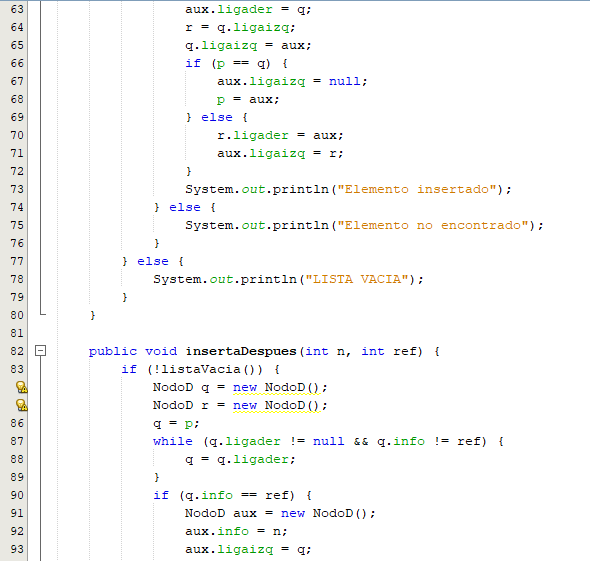 63 aux.ligader = q;
64 r = q.ligaizq;
65 q.ligaizq = aux;
66 if (p == q) {
67 aux.ligaizq = null;
68 p = aux;
69 } else {
70 r.ligader = aux;
71 aux.ligaizq = r;
72 }
73 System.out.println("Elemento insertado");
74 } else {
75 System.out.println("Elemento no encontrado");
76 }
77 } else {
78 System.out.println("LISTA VACIA");
79 }
80 }
81
82 public void insertaDespues(int n, int ref) {
83 if (!listaVacia()) {
NodoD q = new NodoD();
NodoD r = new NodoD();
86 q = p;
87 while (q.ligader != null && q.info != ref) {
88 q = q.ligader;
89 }
90 if (q.info == ref) {
91 NodoD aux = new NodoD();
92 aux.info = n;
93 aux.ligaizq = q;